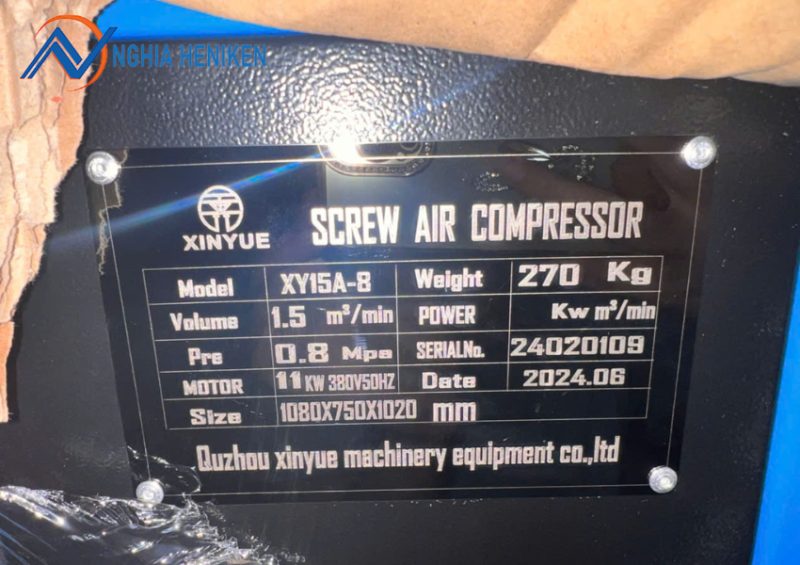 NGHIA HENIKEN
XINYUE
SCREW AIR COMPRESSOR
Model XY15A-8 Weight 270 Kg
Volume 1.5 m³/min POWER Kw m³/min
Pre 0.8 Mpa SERIALNo. 24020109
MOTOR 11 KW 380V50HZ Date 2024.06
Size 1080X750X1020 mm
Quzhou xinyue machinery equipment co.,ltd